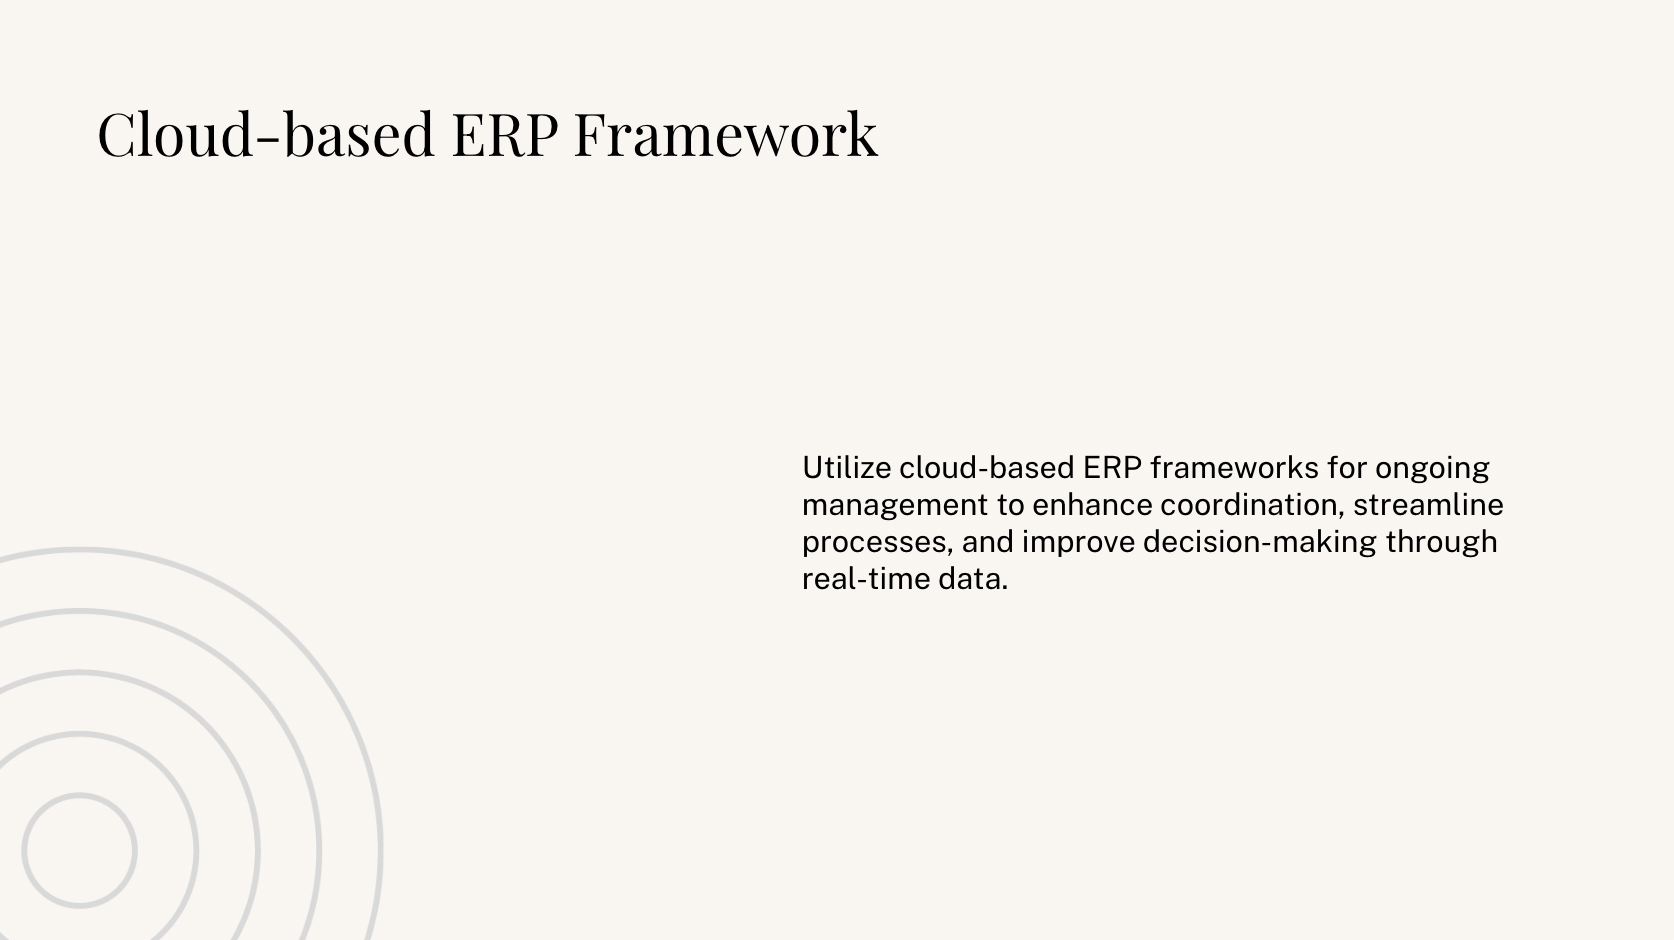 Cloud-based ERP Framework
Utilize cloud-based ERP frameworks for ongoing
management to enhance coordination, streamline
processes, and improve decision-making through
real-time data.